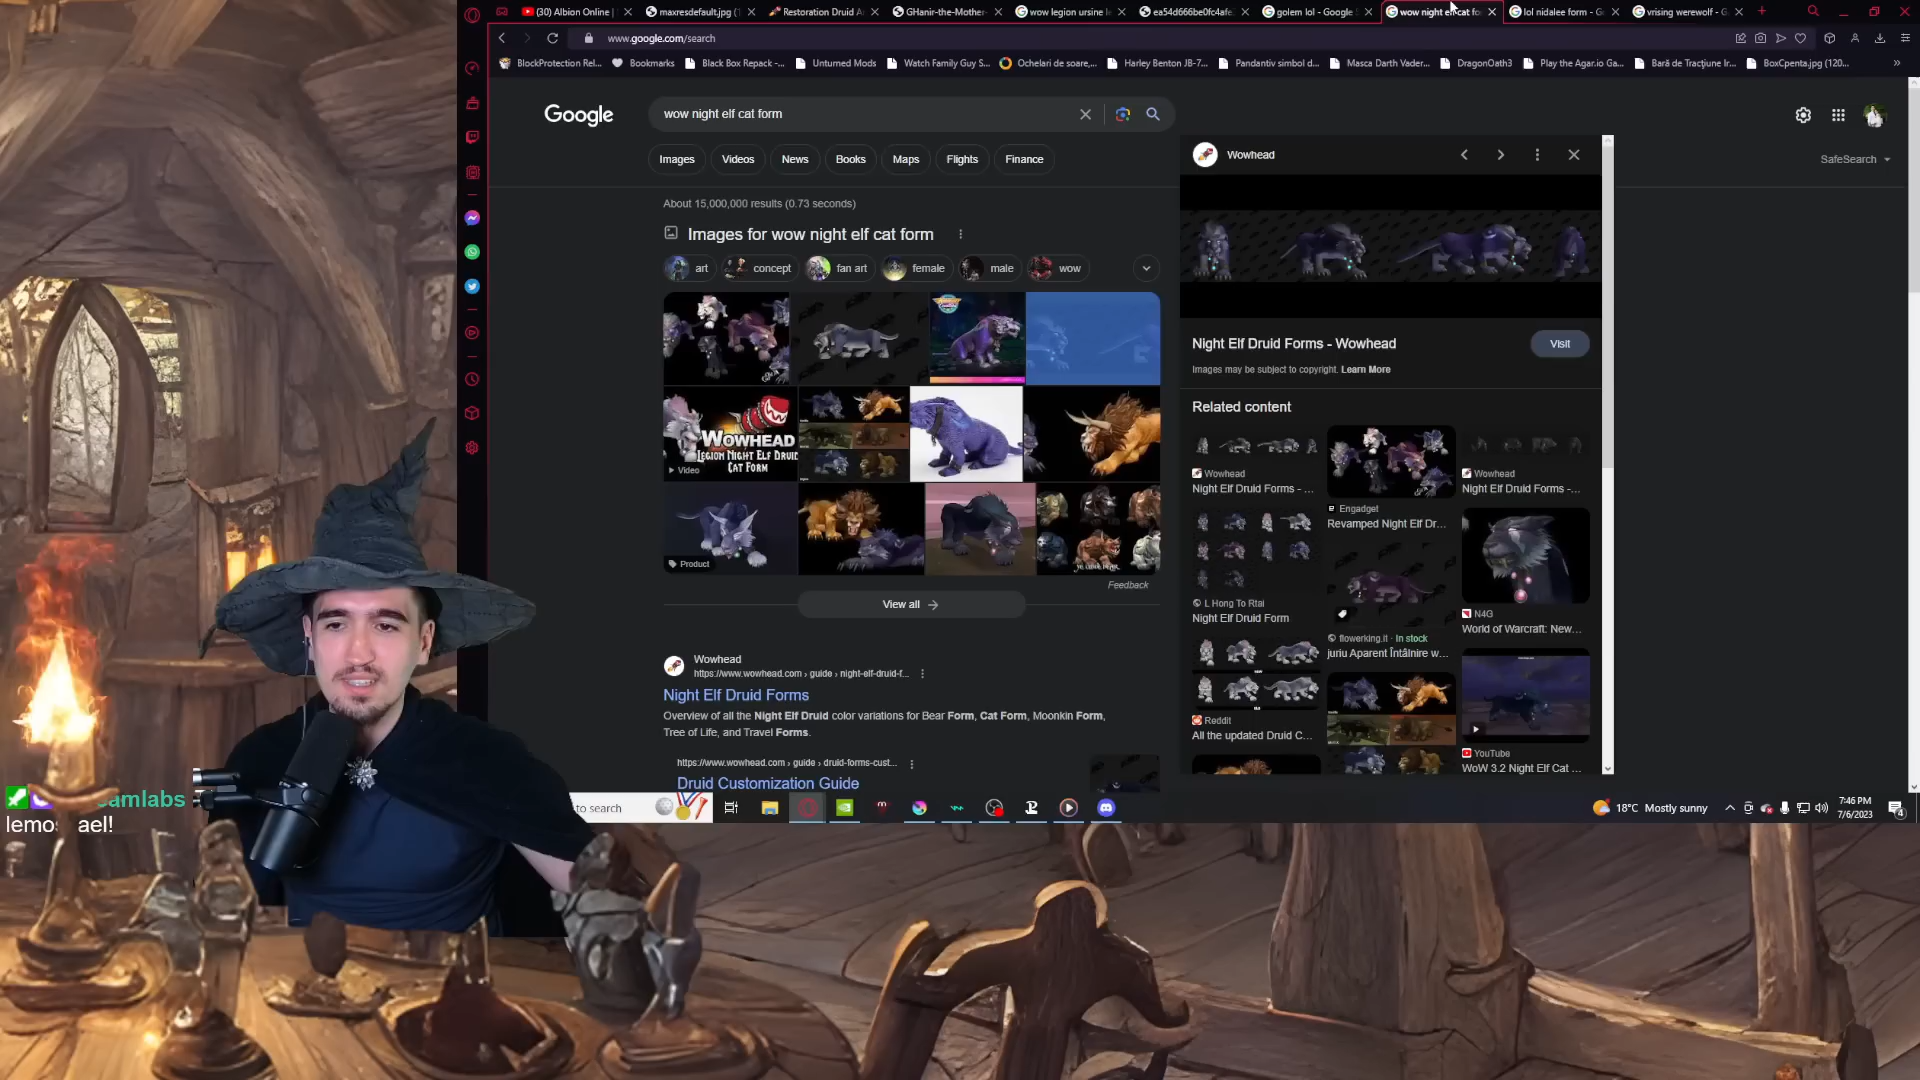 (30) Albion Online |
maxresdefault.jpg (1
Restoration Druid A
GHanir-the-Mother-
wow legion ursine l
ea54d666be0fc4afe
golem lol - Google
wow night elf cat fo
lol nidalee form - G
vrising werewolf - G
www.google.com/search
BlockProtection Rel...
Bookmarks
Black Box Repack -...
Unturned Mods
Watch Family Guy S...
Ochelari de soare,...
Harley Benton JB-7...
Pandantiv simbol d...
Masca Darth Vader...
DragonOath3
Play the Agar.io Ga...
Bară de Tracțiune Ir...
BoxCpenta.jpg (120...
Google
wow night elf cat form
Images
Videos
News
Books
Maps
Flights
Finance
SafeSearch
About 15,000,000 results (0.73 seconds)
Images for wow night elf cat form
art
concept
fan art
female
male
wow
WOWHEAD
LEGION NIGHT ELF DRUID
CAT FORM
Video
Product
Feedback
View all
Wowhead
https://www.wowhead.com › guide › night-elf-druid-f...
Night Elf Druid Forms
Overview of all the Night Elf Druid color variations for Bear Form, Cat Form, Moonkin Form,
Tree of Life, and Travel Forms.
https://www.wowhead.com › guide › druid-forms-cust...
Druid Customization Guide
Wowhead
Night Elf Druid Forms - Wowhead
Visit
Images may be subject to copyright. Learn More
Related content
Wowhead
Night Elf Druid Forms - ...
Engadget
Revamped Night Elf Dr...
Wowhead
Night Elf Druid Forms -...
L Hong To Rtai
Night Elf Druid Form
flowerking.it · In stock
juriu Aparent Întâlnire w...
N4G
World of Warcraft: New...
Reddit
All the updated Druid C...
YouTube
WoW 3.2 Night Elf Cat ...
to search
18°C Mostly sunny
7:46 PM
7/6/2023
4
amlabs
lemos ael!